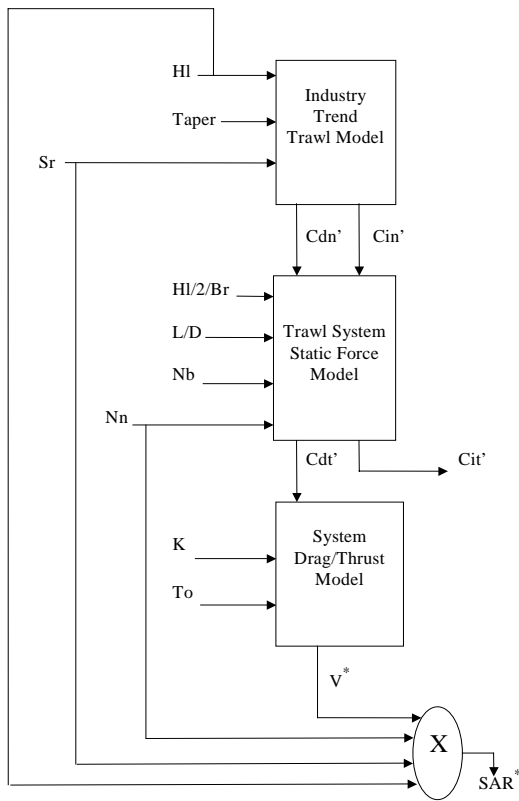 Hl
Industry
Trend
Trawl Model
Taper
Sr
Cdn’
Cin’
Hl/2/Br
L/D
Trawl System
Static Force
Model
Nb
Nn
Cdt’
Cit’
System
Drag/Thrust
Model
K
To
V*
X
SAR*